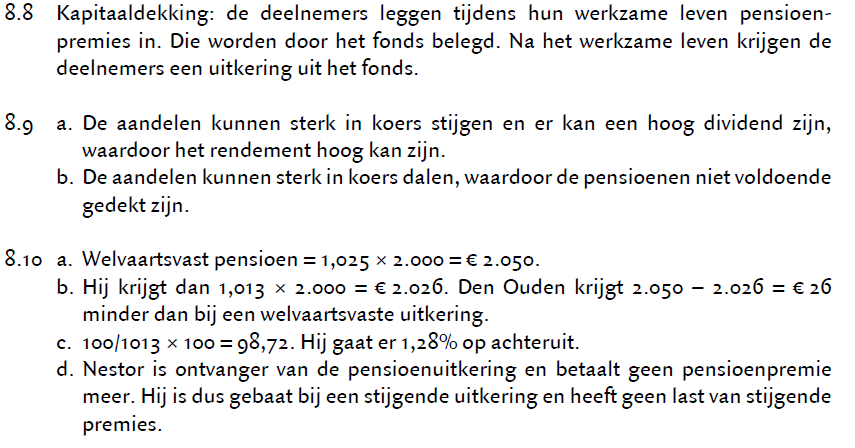 8.8 Kapitaaldekking: de deelnemers leggen tijdens hun werkzame leven pensioen-
premies in. Die worden door het fonds belegd. Na het werkzame leven krijgen de
deelnemers een uitkering uit het fonds.
8.9 a. De aandelen kunnen sterk in koers stijgen en er kan een hoog dividend zijn,
waardoor het rendement hoog kan zijn.
b. De aandelen kunnen sterk in koers dalen, waardoor de pensioenen niet voldoende
gedekt zijn.
8.10 a. Welvaartsvast pensioen = 1,025 × 2.000 = € 2.050.
b. Hij krijgt dan 1,013 × 2.000 = € 2.026. Den Ouden krijgt 2.050 – 2.026 = € 26
minder dan bij een welvaartsvaste uitkering.
c. 100/1013 × 100 = 98,72. Hij gaat er 1,28% op achteruit.
d. Nestor is ontvanger van de pensioenuitkering en betaalt geen pensioenpremie
meer. Hij is dus gebaat bij een stijgende uitkering en heeft geen last van stijgende
premies.